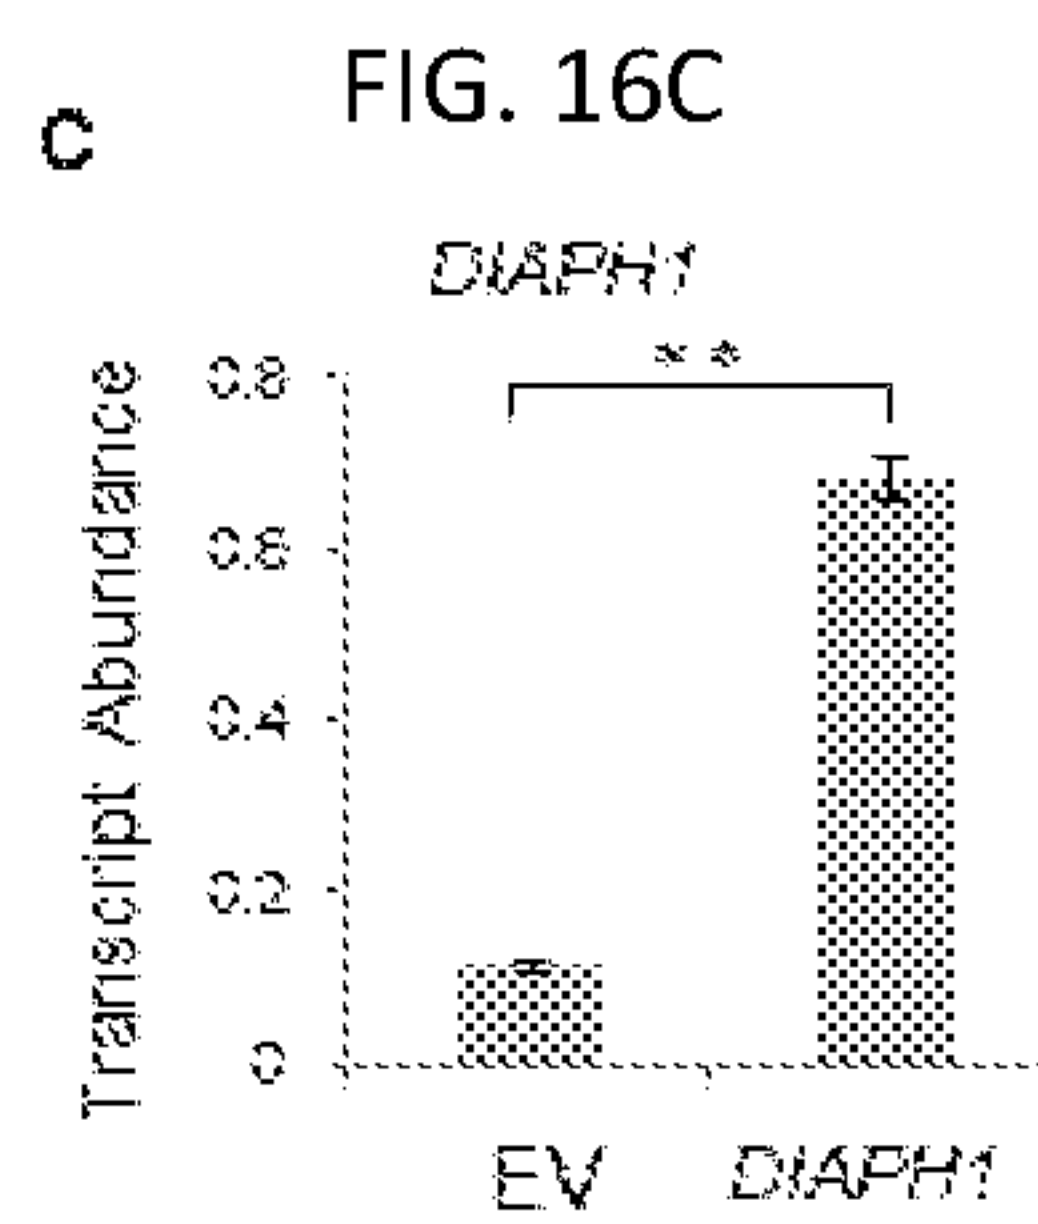 FIG. 16C
C
DIAPH1
* *
Transcript Abundance
0.8
0.6
0.4
0.2
0
EV DIAPH1